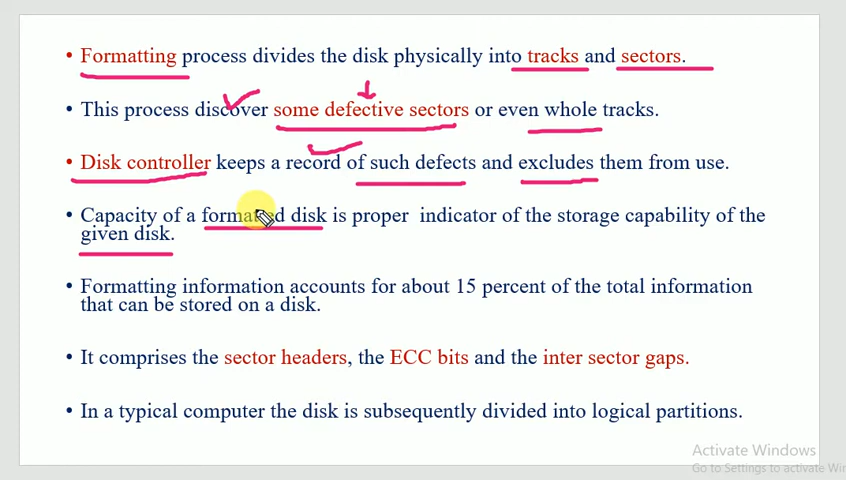 • Formatting process divides the disk physically into tracks and sectors.
• This process discover some defective sectors or even whole tracks.
• Disk controller keeps a record of such defects and excludes them from use.
• Capacity of a formatted disk is proper indicator of the storage capability of the
given disk.
• Formatting information accounts for about 15 percent of the total information
that can be stored on a disk.
• It comprises the sector headers, the ECC bits and the inter sector gaps.
• In a typical computer the disk is subsequently divided into logical partitions.
Activate Windows
Go to Settings to activate Win